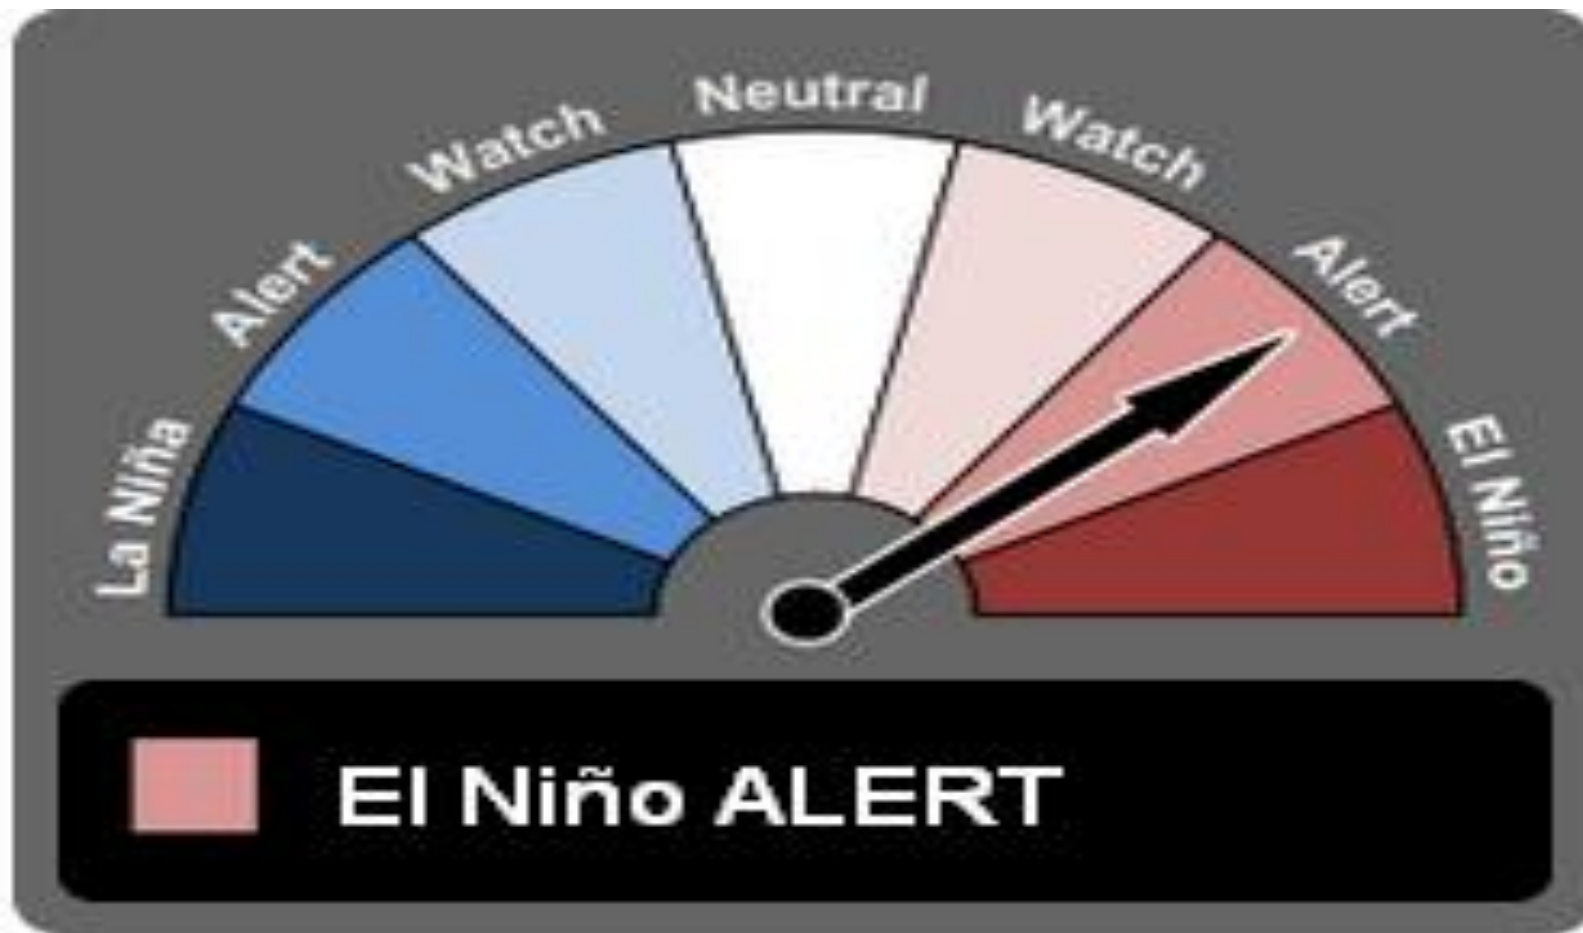 La Niña
Alert
Watch
Neutral
Watch
Alert
El Niño
El Niño ALERT